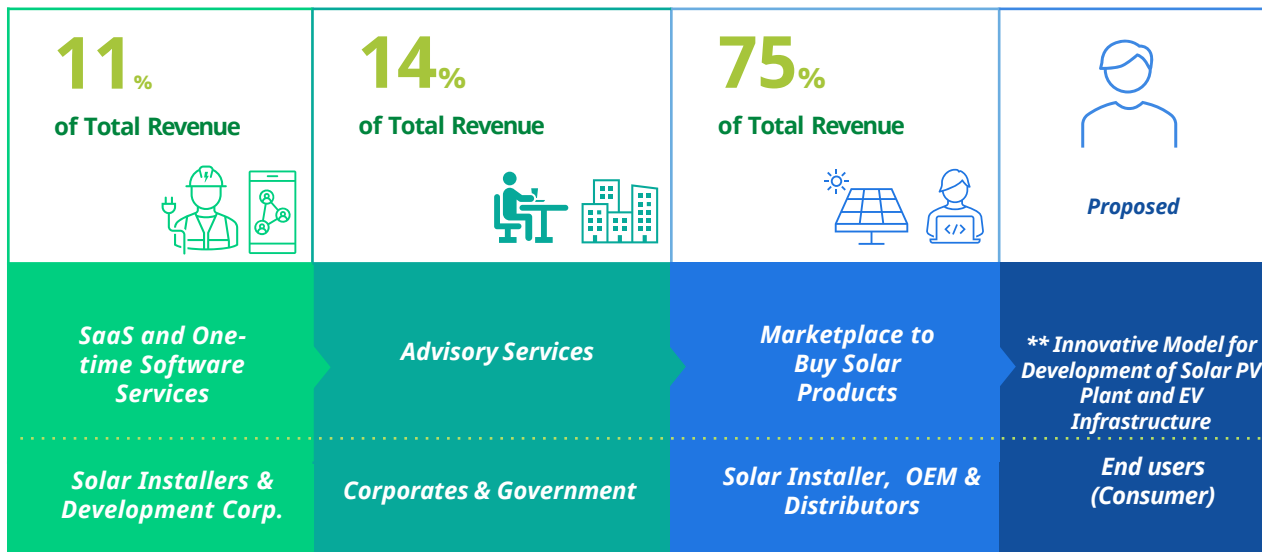 11%
of Total Revenue
14%
of Total Revenue
75%
of Total Revenue
</>
Proposed
SaaS and One-
time Software
Services
Advisory Services
Marketplace to
Buy Solar
Products
** Innovative Model for
Development of Solar PV
Plant and EV
Infrastructure
Solar Installers &
Development Corp.
Corporates & Government
Solar Installer, OEM &
Distributors
End users
(Consumer)